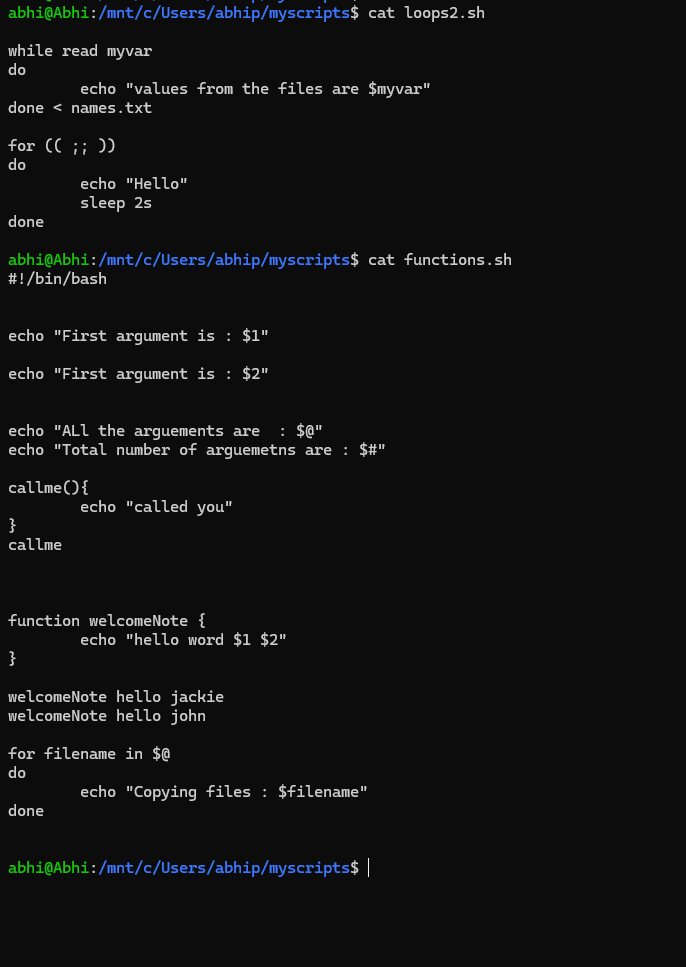 abhi@Abhi:/mnt/c/Users/abhip/myscripts$ cat loops2.sh
while read myvar
do
        echo "values from the files are $myvar"
done < names.txt
for (( ;; ))
do
        echo "Hello"
        sleep 2s
done
abhi@Abhi:/mnt/c/Users/abhip/myscripts$ cat functions.sh
#!/bin/bash
echo "First argument is : $1"
echo "First argument is : $2"
echo "ALl the arguements are  : $@"
echo "Total number of arguemetns are : $#"
callme(){
        echo "called you"
}
callme
function welcomeNote {
        echo "hello word $1 $2"
}
welcomeNote hello jackie
welcomeNote hello john
for filename in $@
do
        echo "Copying files : $filename"
done
abhi@Abhi:/mnt/c/Users/abhip/myscripts$